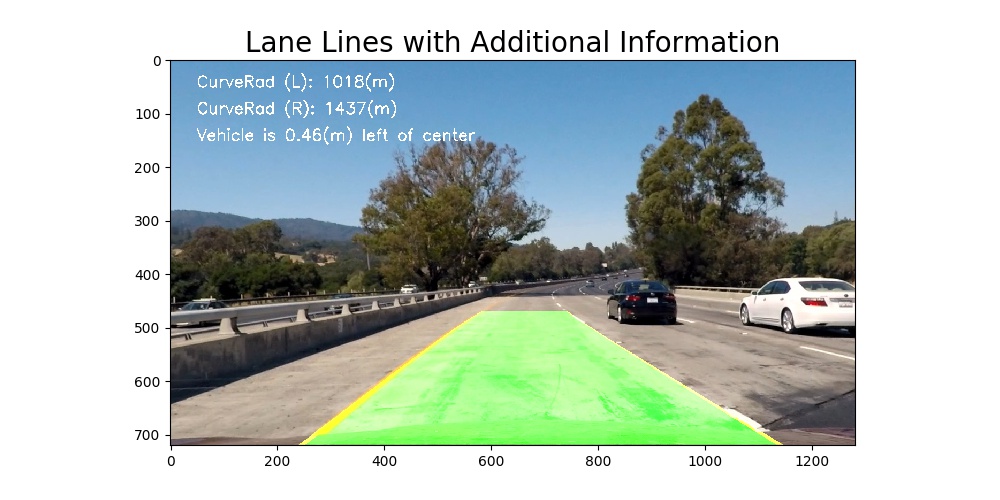 Lane Lines with Additional Information
CurveRad (L): 1018(m)
CurveRad (R): 1437(m)
Vehicle is 0.46(m) left of center
0
100
200
300
400
500
600
700
0 200 400 600 800 1000 1200